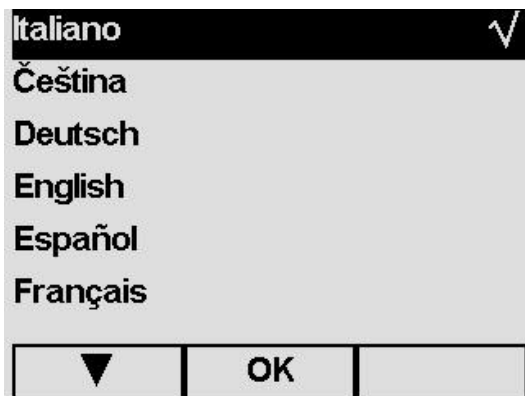 Italiano √
Čeština
Deutsch
English
Español
Français
▼ OK